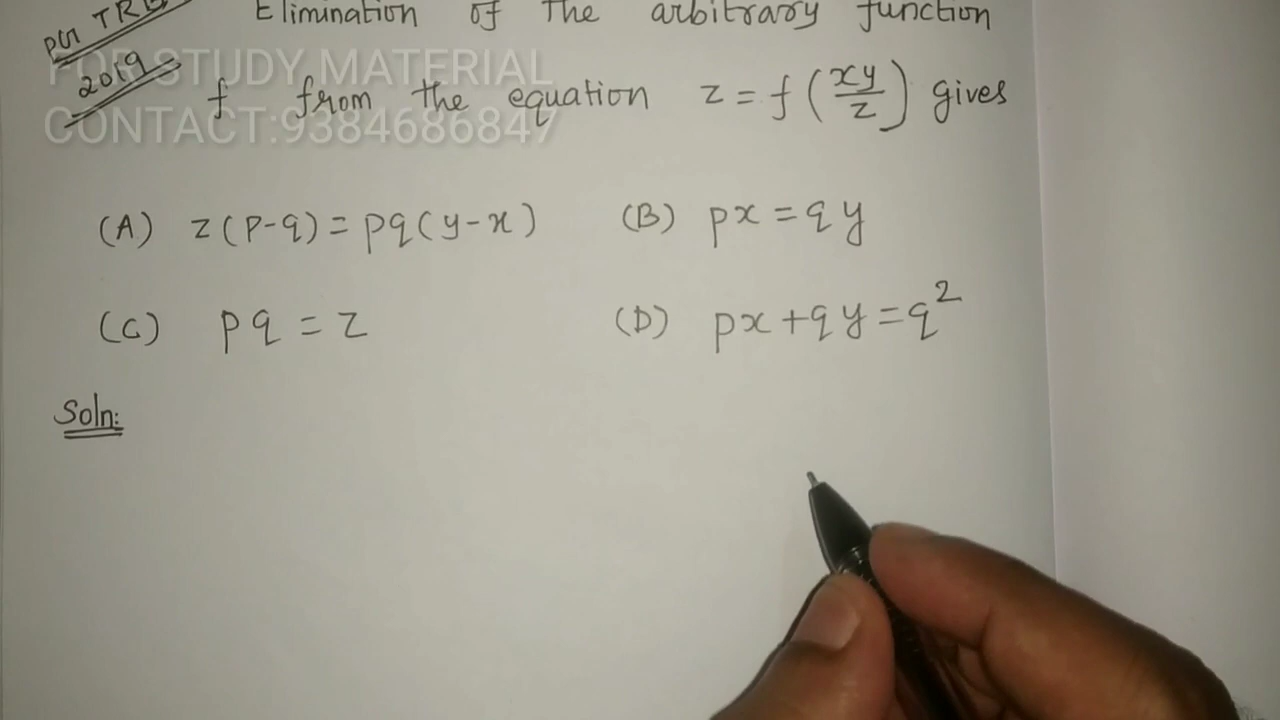 PG TRB Elimination of The arbitrary function
2019 f from the equation z = f(xy/z) gives
FOR STUDY MATERIAL
CONTACT:9384686847
(A) z(p-q) = pq(y-x) (B) px = qy
(C) pq = z (D) px+qy = q²
Soln: